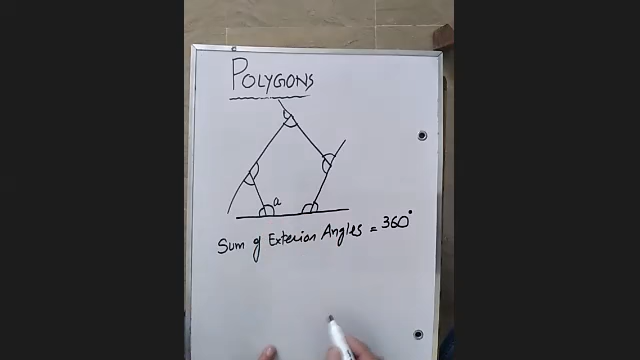 POLYGONS
a
Sum of Exterior Angles = 360°